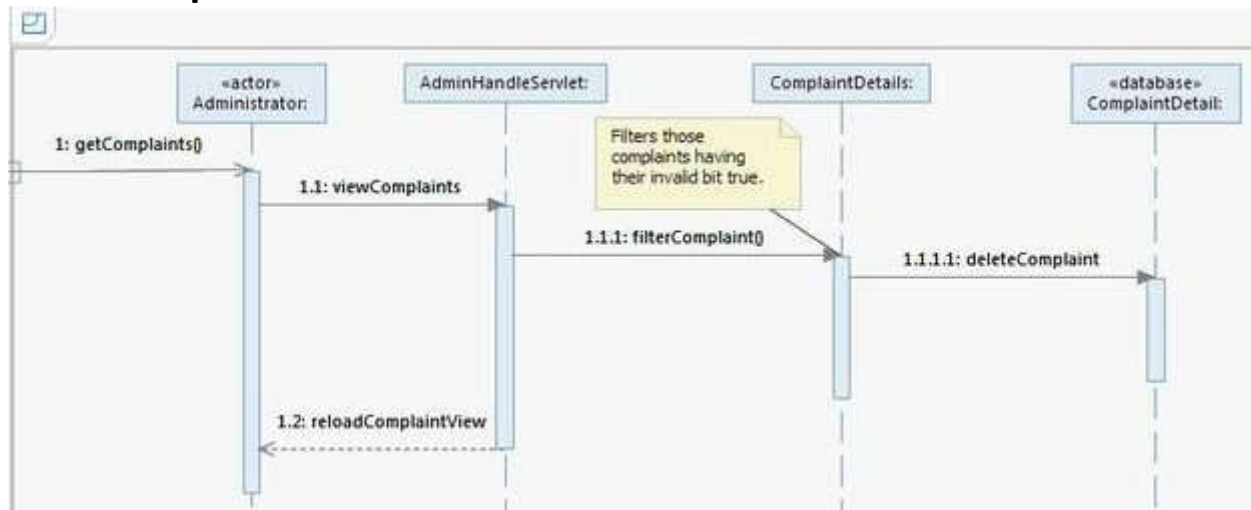 «actor»
Administrator:
AdminHandleServlet:
ComplaintDetails:
«database»
ComplaintDetail:
1: getComplaints()
Filters those
complaints having
their invalid bit true.
1.1: viewComplaints
1.1.1: filterComplaint()
1.1.1.1: deleteComplaint
1.2: reloadComplaintView